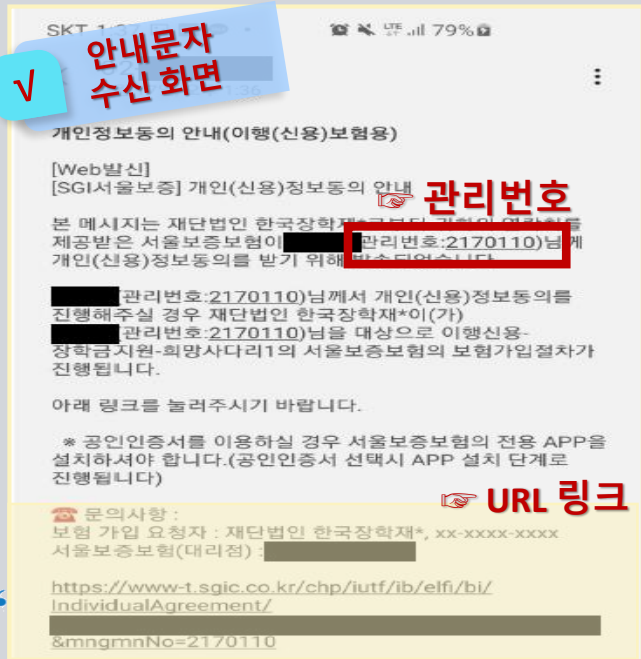 SKT 1:37
LTE 79%
안내문자
수신 화면
√
1:36
개인정보동의 안내(이행(신용)보험용)
[Web발신]
[SGI서울보증] 개인(신용)정보동의 안내
☞ 관리번호
본 메시지는 재단법인 한국장학재*
제공받은 서울보증보험이 관리번호:2170110)님께
개인(신용)정보동의를 받기 위해 발송되었습니다
관리번호:2170110)님께서 개인(신용)정보동의를
진행해주실 경우 재단법인 한국장학재*이(가)
관리번호:2170110)님을 대상으로 이행신용-
장학금지원-희망사다리1의 서울보증보험의 보험가입절차가
진행됩니다.
아래 링크를 눌러주시기 바랍니다.
※ 공인인증서를 이용하실 경우 서울보증보험의 전용 APP을
설치하셔야 합니다.(공인인증서 선택시 APP 설치 단계로
진행됩니다)
☞ URL 링크
☎ 문의사항 :
보험 가입 요청자 : 재단법인 한국장학재*, xx-xxxx-xxxx
서울보증보험(대리점) :
https://www-t.sgic.co.kr/chp/iutf/ib/elfi/bi/
IndividualAgreement/
&mngmnNo=2170110